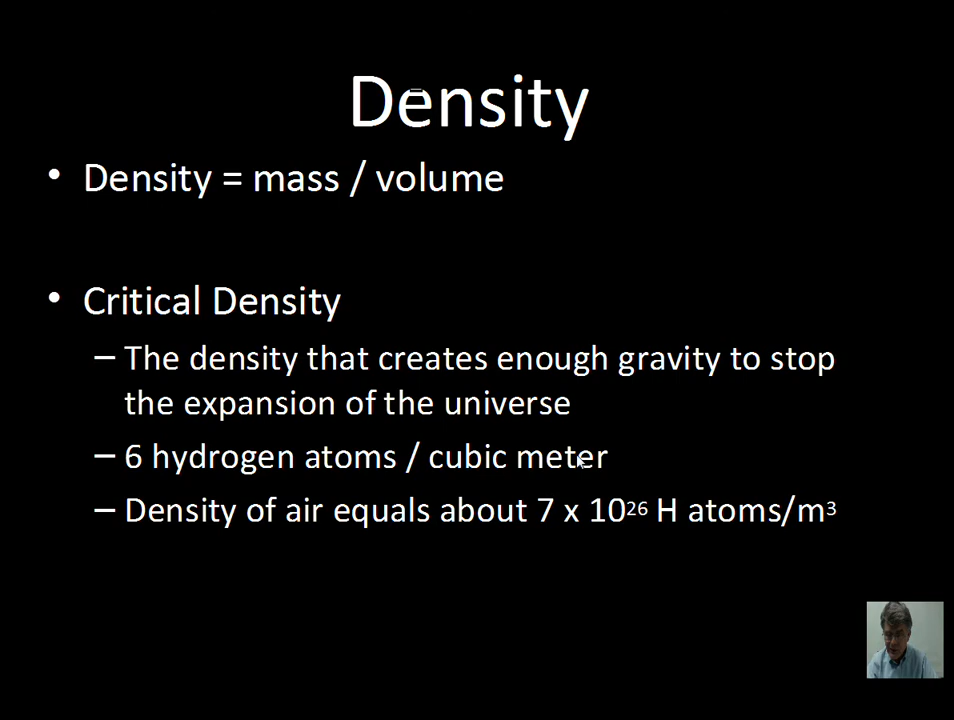 Density
• Density = mass / volume
• Critical Density
– The density that creates enough gravity to stop
the expansion of the universe
– 6 hydrogen atoms / cubic meter
– Density of air equals about 7 x 10²⁶ H atoms/m³